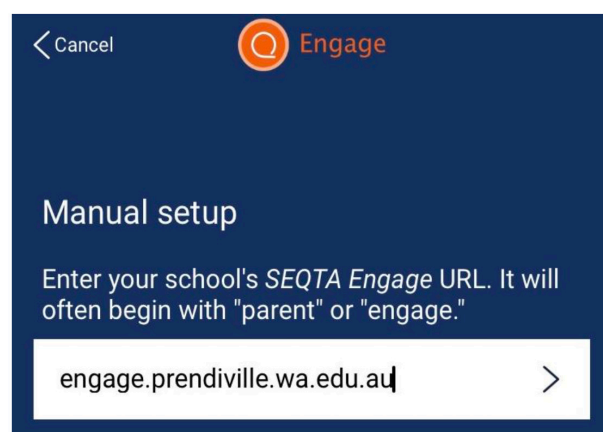 Cancel
Engage
Manual setup
Enter your school's SEQTA Engage URL. It will
often begin with "parent" or "engage."
engage.prendiville.wa.edu.au